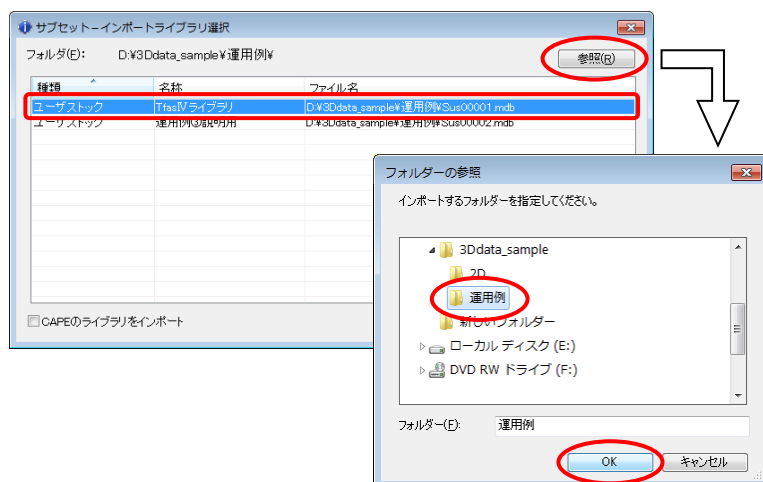 サブセット−インポートライブラリ選択
フォルダ(F): D:¥3Ddata_sample¥運用例¥ 参照(R)
種類 名称 ファイル名
ユーザストック TfasⅣライブラリ D:¥3Ddata_sample¥運用例¥Sus00001.mdb
ユーザストック 運用例③説明用 D:¥3Ddata_sample¥運用例¥Sus00002.mdb
CAPEのライブラリをインポート
フォルダーの参照
インポートするフォルダーを指定してください。
3Ddata_sample
2D
運用例
新しいフォルダー
ローカル ディスク (E:)
DVD RW ドライブ (F:)
フォルダー(F): 運用例
OK キャンセル